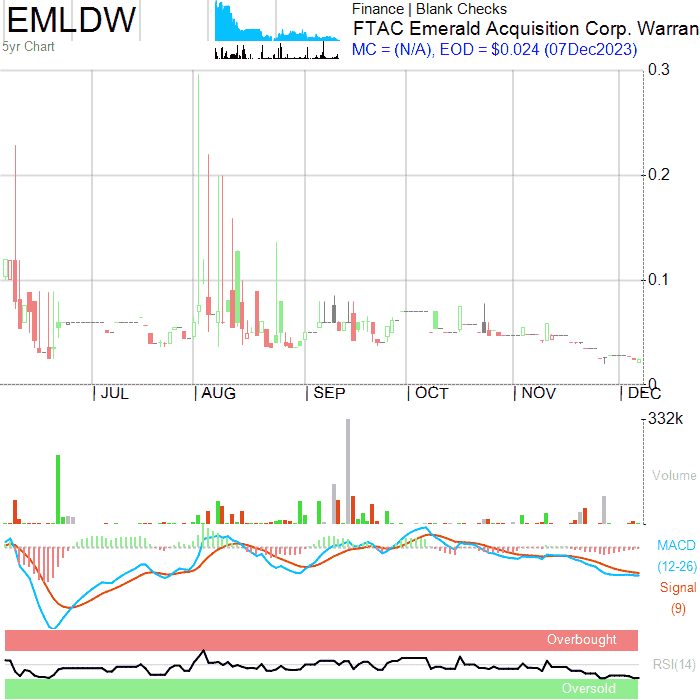 EMLDW
5yr Chart
Finance | Blank Checks
FTAC Emerald Acquisition Corp. Warran
MC = (N/A), EOD = $0.024 (07Dec2023)
0.3
0.2
0.1
0
| JUL | AUG | SEP | OCT | NOV | DEC
332k
Volume
MACD
(12-26)
Signal
(9)
Overbought
RSI(14)
Oversold